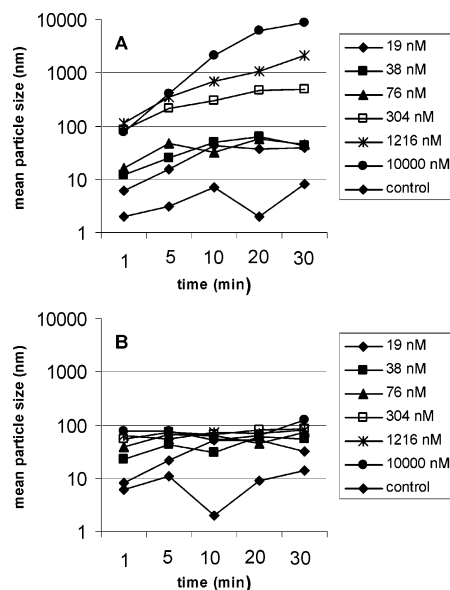 10000
1000
100
10
1
mean particle size (nm)
A
1
5
10
20
30
time (min)
19 nM
38 nM
76 nM
304 nM
1216 nM
10000 nM
control
10000
1000
100
10
1
mean particle size (nm)
B
1
5
10
20
30
time (min)
19 nM
38 nM
76 nM
304 nM
1216 nM
10000 nM
control